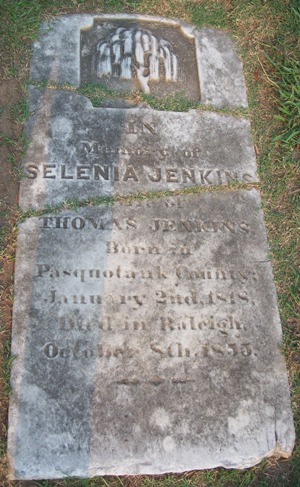 IN
Memory of
SELENIA JENKINS
of
THOMAS JENKINS,
Born in
Pasquotank County;
January 2nd, 1818,
Died in Raleigh,
October 8th, 1855.